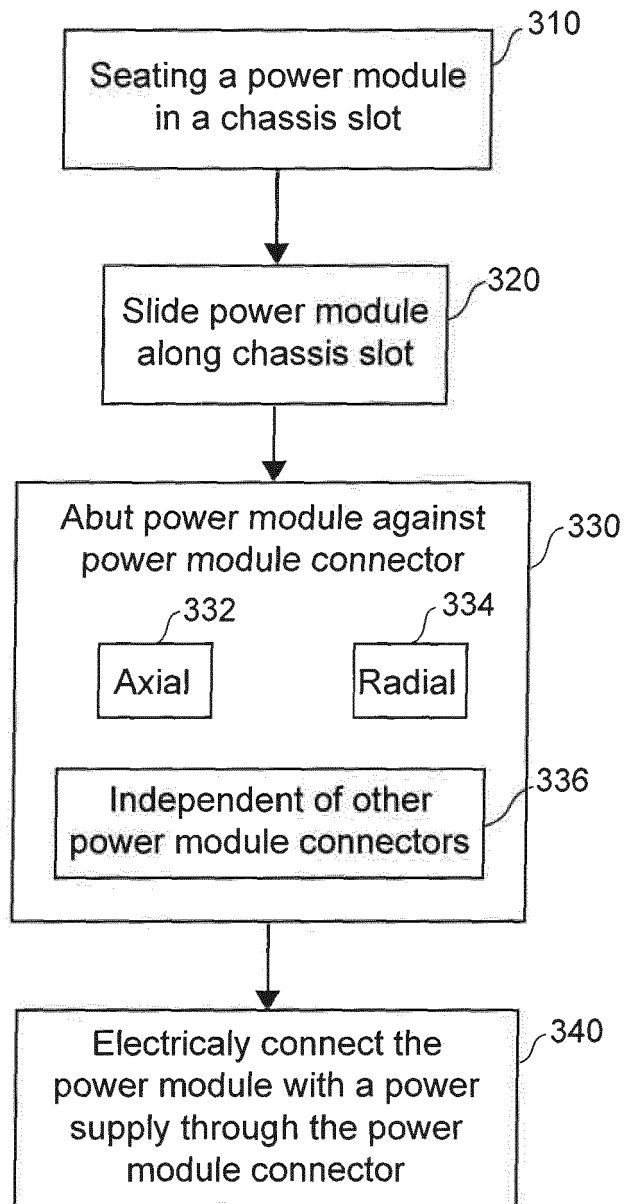 310
Seating a power module
in a chassis slot
320
Slide power module
along chassis slot
330
Abut power module against
power module connector
332
334
Axial
Radial
336
Independent of other
power module connectors
340
Electricaly connect the
power module with a power
supply through the power
module connector